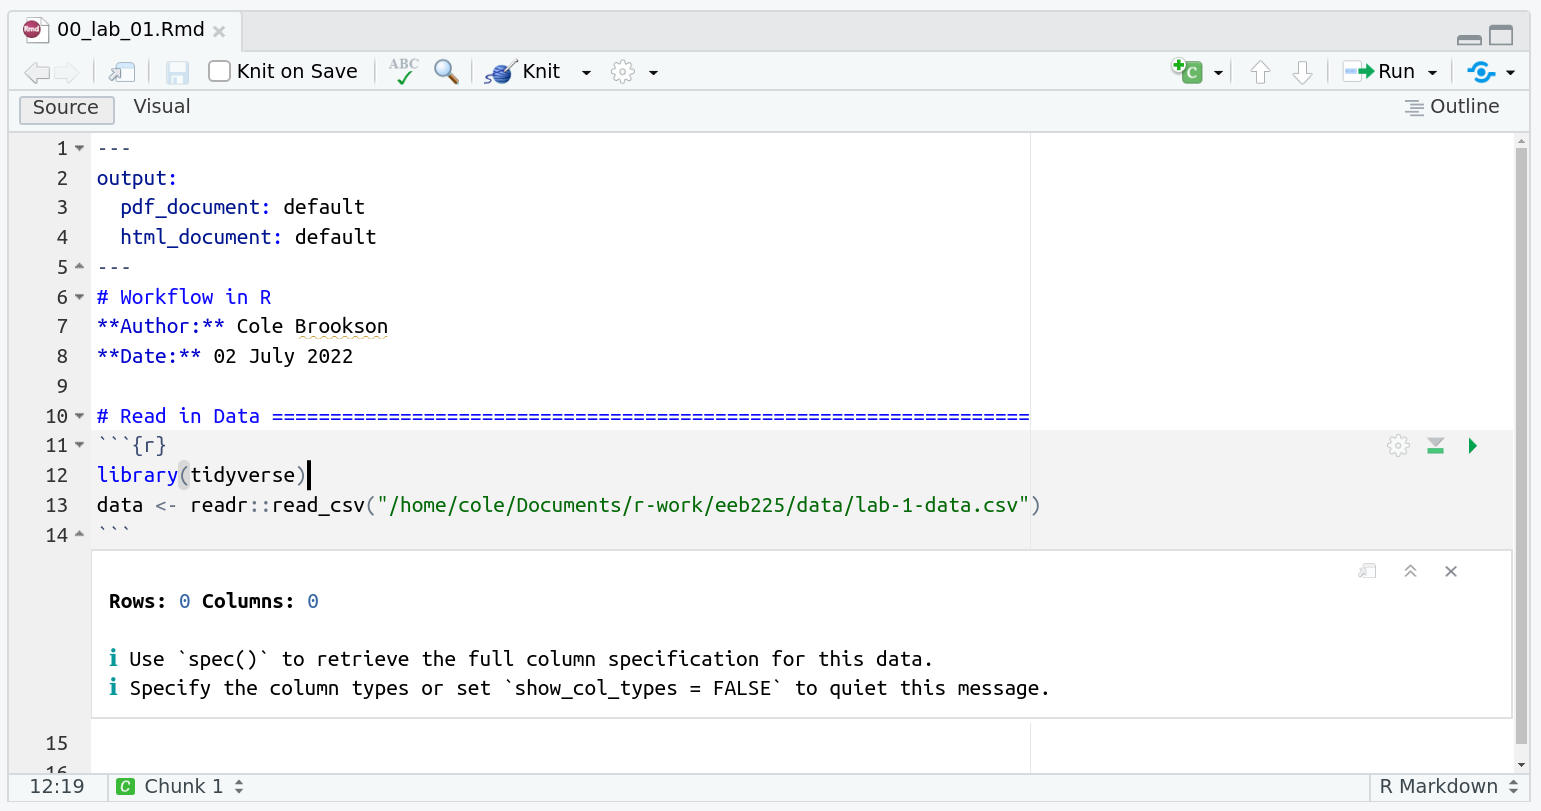 00_lab_01.Rmd
Knit on Save ABC Knit Run
Source Visual Outline
1 ---
2 output:
3   pdf_document: default
4   html_document: default
5 ---
6 # Workflow in R
7 **Author:** Cole Brookson
8 **Date:** 02 July 2022
9
10 # Read in Data =================================================================
11 ```{r}
12 library(tidyverse)
13 data <- readr::read_csv("/home/cole/Documents/r-work/eeb225/data/lab-1-data.csv")
14 ```
Rows: 0 Columns: 0
ℹ Use `spec()` to retrieve the full column specification for this data.
ℹ Specify the column types or set `show_col_types = FALSE` to quiet this message.
15
16
12:19 C Chunk 1 R Markdown